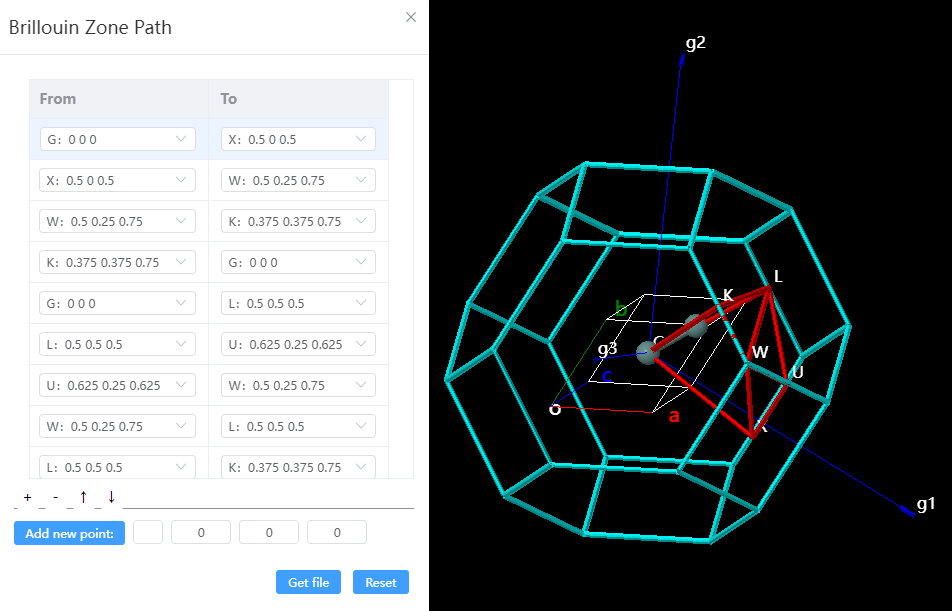 Brillouin Zone Path
From To
G: 0 0 0 X: 0.5 0 0.5
X: 0.5 0 0.5 W: 0.5 0.25 0.75
W: 0.5 0.25 0.75 K: 0.375 0.375 0.75
K: 0.375 0.375 0.75 G: 0 0 0
G: 0 0 0 L: 0.5 0.5 0.5
L: 0.5 0.5 0.5 U: 0.625 0.25 0.625
U: 0.625 0.25 0.625 W: 0.5 0.25 0.75
W: 0.5 0.25 0.75 L: 0.5 0.5 0.5
L: 0.5 0.5 0.5 K: 0.375 0.375 0.75
+ - ↑ ↓
Add new point: 0 0 0
Get file Reset
g2
L
K
b
G
g3
W
c
U
O
a
X
g1